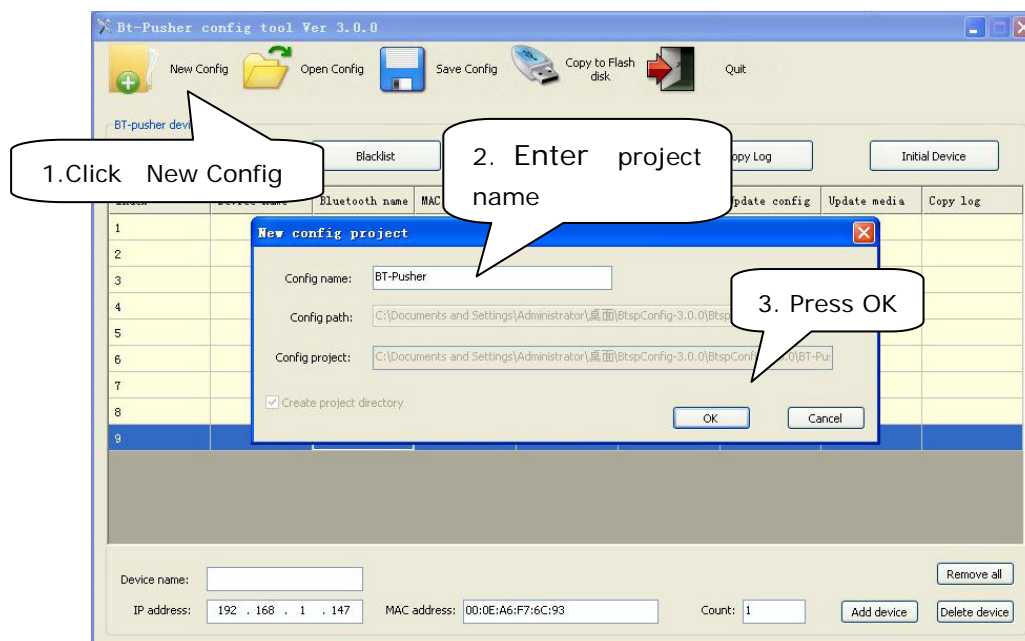 Bt-Pusher config tool Ver 3.0.0
New Config
Open Config
Save Config
Copy to Flash
disk
Quit
BT-pusher
1.Click New Config
Blacklist
2. Enter project
name
Log
Initial Device
Bluetooth name
MAC
config
Update media
Copy log
1
2
3
4
5
6
7
8
9
New config project
Config name:
BT-Pusher
3. Press OK
Config path:
C:\Documents and Settings\Administrator\桌面\BtspConfig-3.0.0\Btsp
Config project:
C:\Documents and Settings\Administrator\桌面\BtspConfig-3.0.0\BtspConf .0\BT-Pu
Create project directory
OK
Cancel
Device name:
Remove all
IP address:
192 . 168 . 1 . 147
MAC address:
00:0E:A6:F7:6C:93
Count:
1
Add device
Delete device